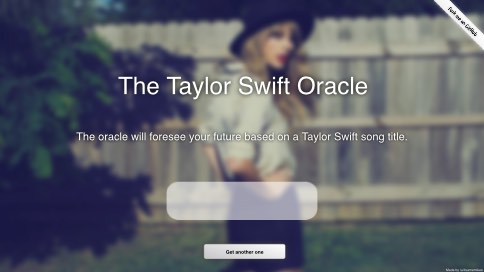 Fork me on GitHub
The Taylor Swift Oracle
The oracle will foresee your future based on a Taylor Swift song title.
Get another one